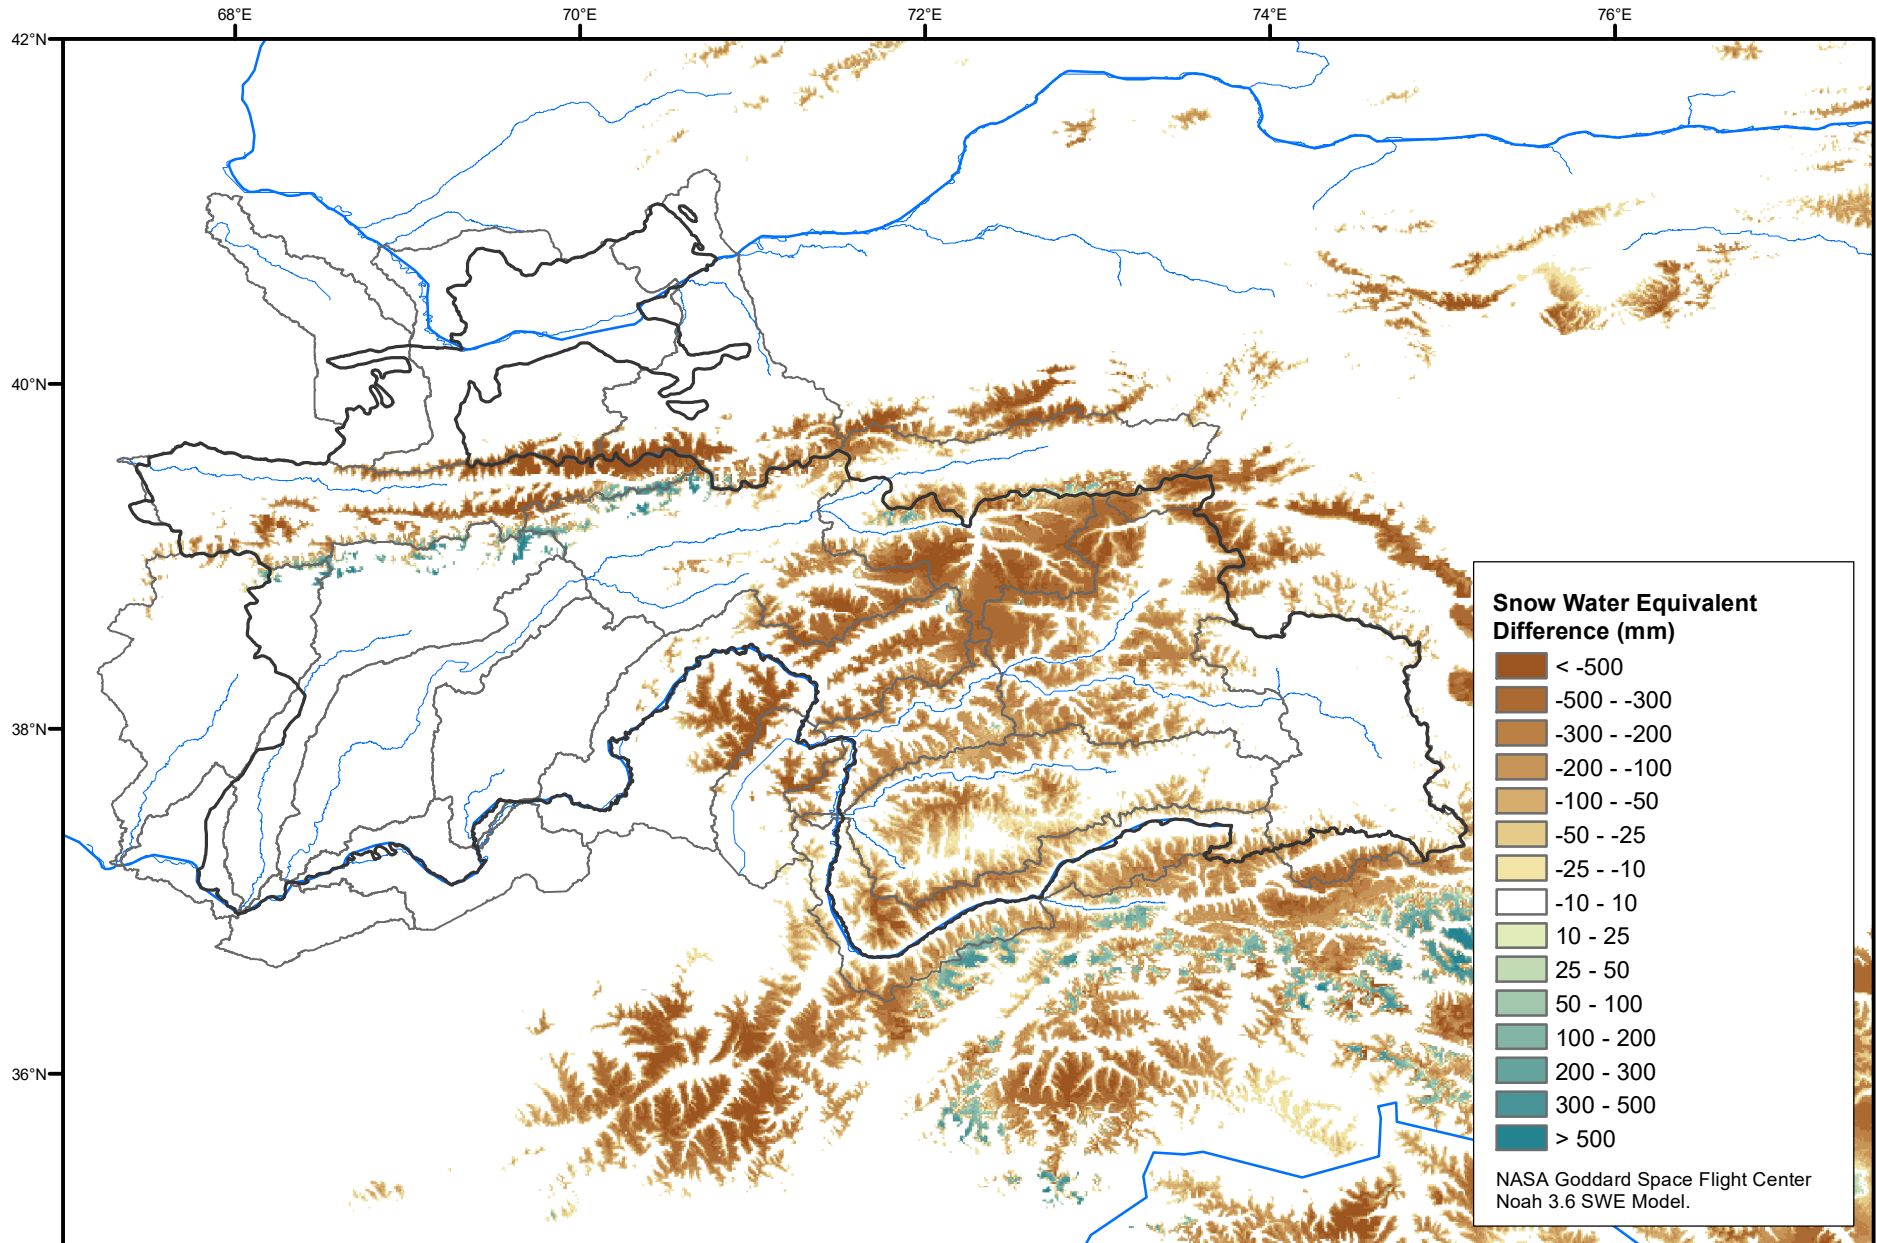 68°E
70°E
72°E
74°E
76°E
42°N
40°N
38°N
36°N
Snow Water Equivalent
Difference (mm)
< -500
-500 - -300
-300 - -200
-200 - -100
-100 - -50
-50 - -25
-25 - -10
-10 - 10
10 - 25
25 - 50
50 - 100
100 - 200
200 - 300
300 - 500
> 500
NASA Goddard Space Flight Center
Noah 3.6 SWE Model.